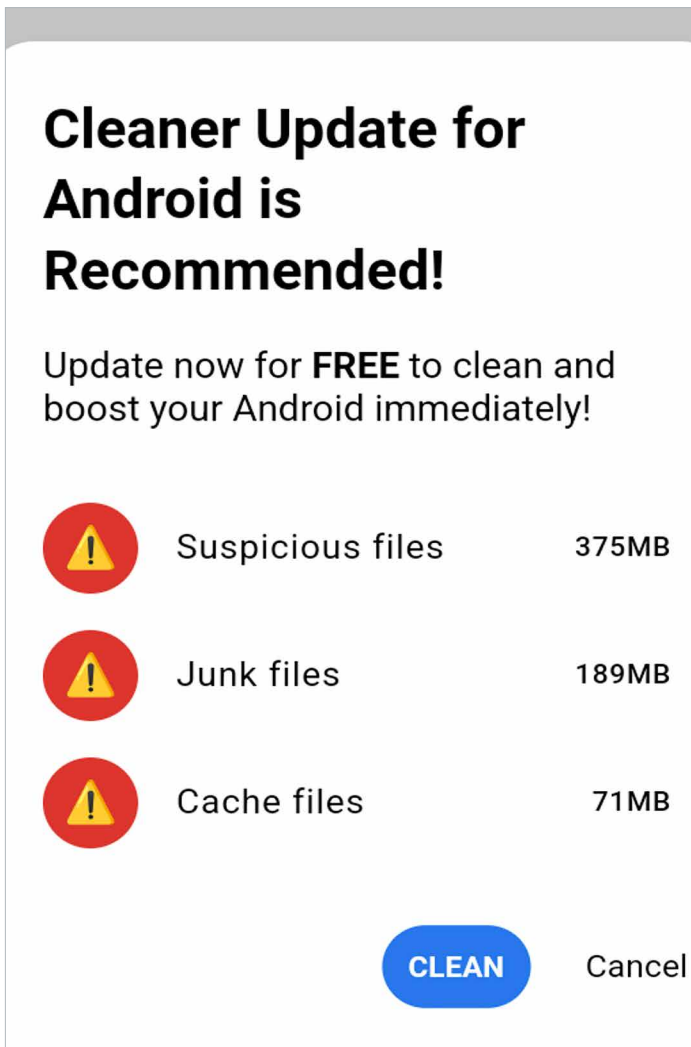 Cleaner Update for
Android is
Recommended!
Update now for FREE to clean and
boost your Android immediately!
Suspicious files 375MB
Junk files 189MB
Cache files 71MB
CLEAN Cancel